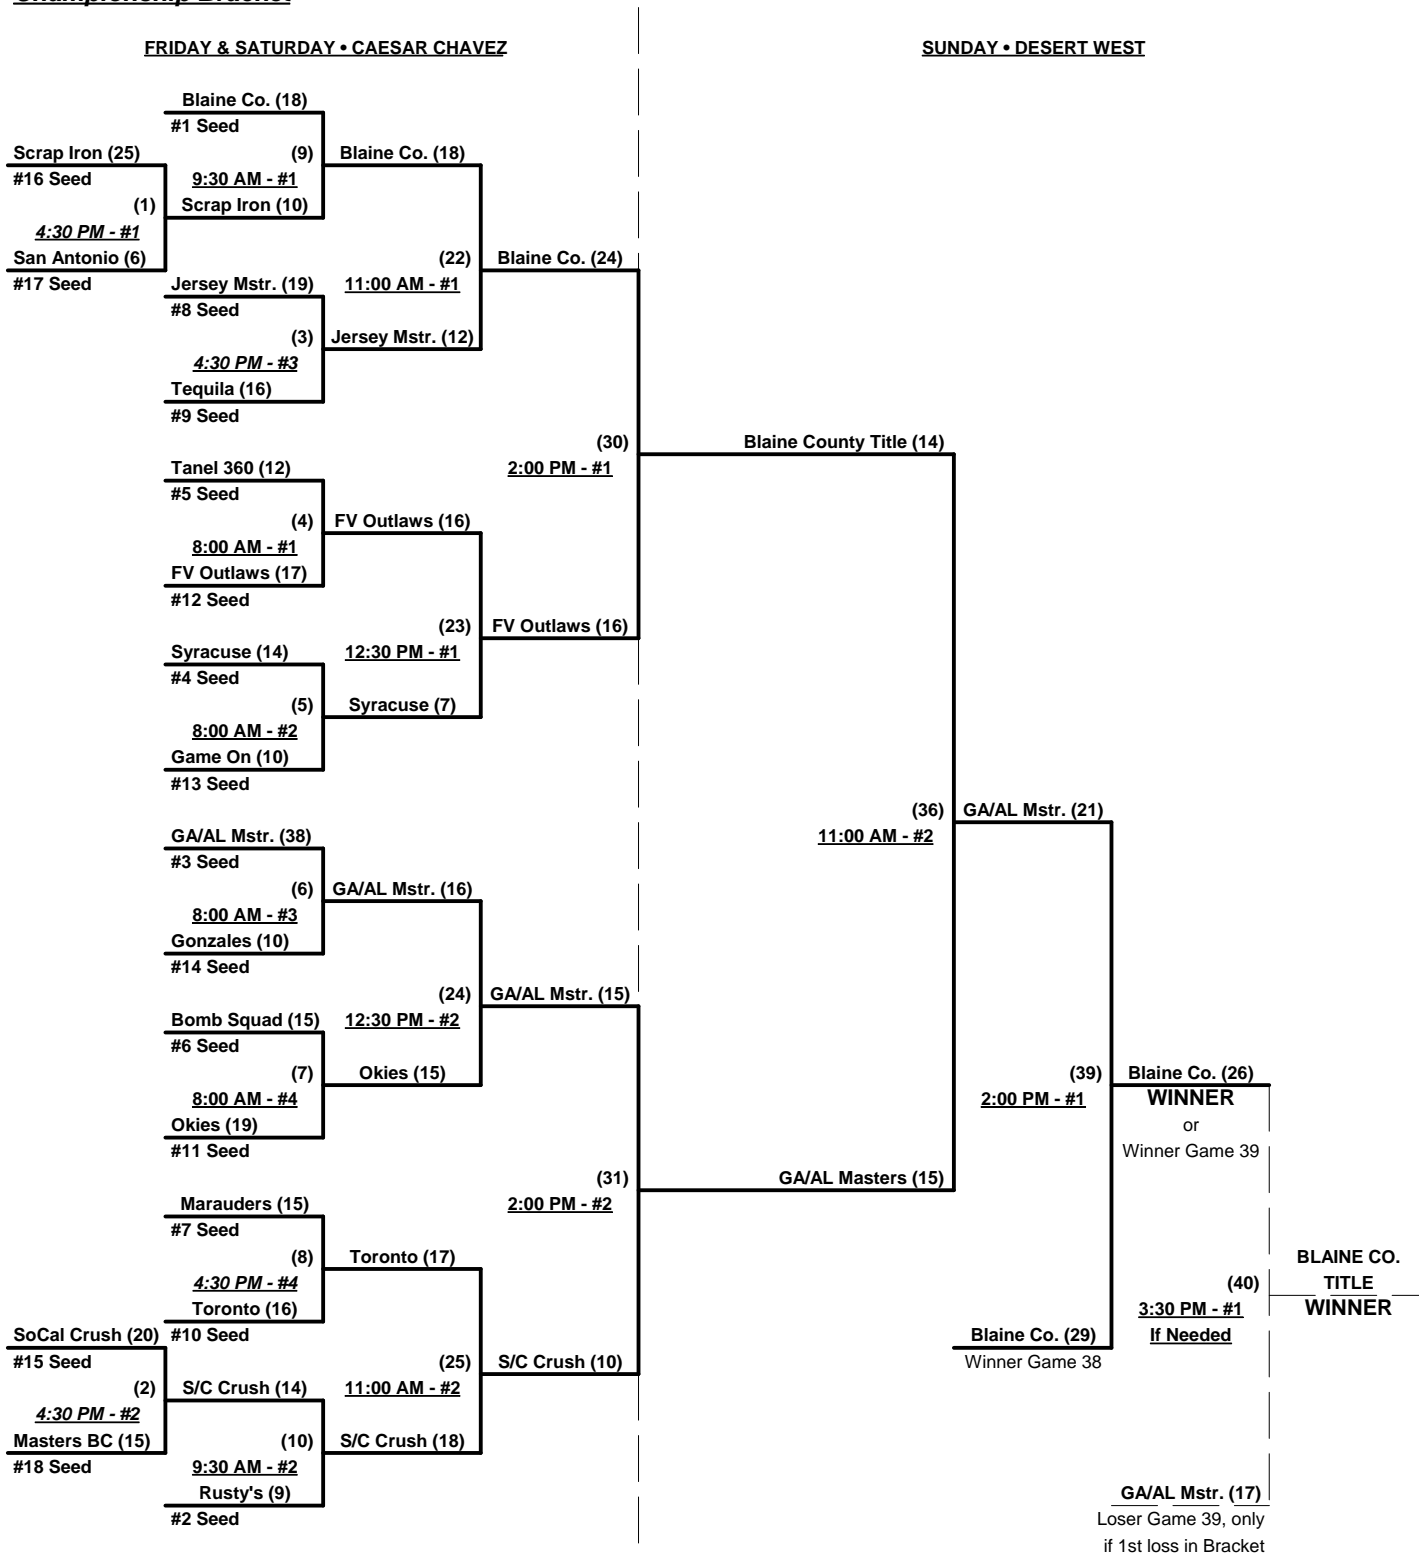 Championship Bracket
FRIDAY & SATURDAY • CAESAR CHAVEZ
SUNDAY • DESERT WEST
Blaine Co. (18)
#1 Seed
Scrap Iron (25)
(9)
Blaine Co. (18)
#16 Seed
9:30 AM - #1
(1)
Scrap Iron (10)
4:30 PM - #1
San Antonio (6)
(22)
Blaine Co. (24)
#17 Seed
Jersey Mstr. (19)
11:00 AM - #1
#8 Seed
(3)
Jersey Mstr. (12)
4:30 PM - #3
Tequila (16)
#9 Seed
(30)
Blaine County Title (14)
Tanel 360 (12)
2:00 PM - #1
#5 Seed
(4)
FV Outlaws (16)
8:00 AM - #1
FV Outlaws (17)
#12 Seed
(23)
FV Outlaws (16)
Syracuse (14)
12:30 PM - #1
#4 Seed
(5)
Syracuse (7)
8:00 AM - #2
Game On (10)
#13 Seed
(36)
GA/AL Mstr. (21)
GA/AL Mstr. (38)
11:00 AM - #2
#3 Seed
(6)
GA/AL Mstr. (16)
8:00 AM - #3
Gonzales (10)
#14 Seed
(24)
GA/AL Mstr. (15)
Bomb Squad (15)
12:30 PM - #2
#6 Seed
(7)
Okies (15)
(39)
Blaine Co. (26)
8:00 AM - #4
2:00 PM - #1
WINNER
Okies (19)
or
#11 Seed
Winner Game 39
(31)
GA/AL Masters (15)
Marauders (15)
2:00 PM - #2
#7 Seed
(8)
Toronto (17)
BLAINE CO.
4:30 PM - #4
(40)
TITLE
Toronto (16)
3:30 PM - #1
WINNER
SoCal Crush (20)
#10 Seed
Blaine Co. (29)
If Needed
#15 Seed
(25)
S/C Crush (10)
Winner Game 38
(2)
S/C Crush (14)
11:00 AM - #2
4:30 PM - #2
Masters BC (15)
(10)
S/C Crush (18)
#18 Seed
9:30 AM - #2
Rusty's (9)
GA/AL Mstr. (17)
#2 Seed
Loser Game 39, only
if 1st loss in Bracket